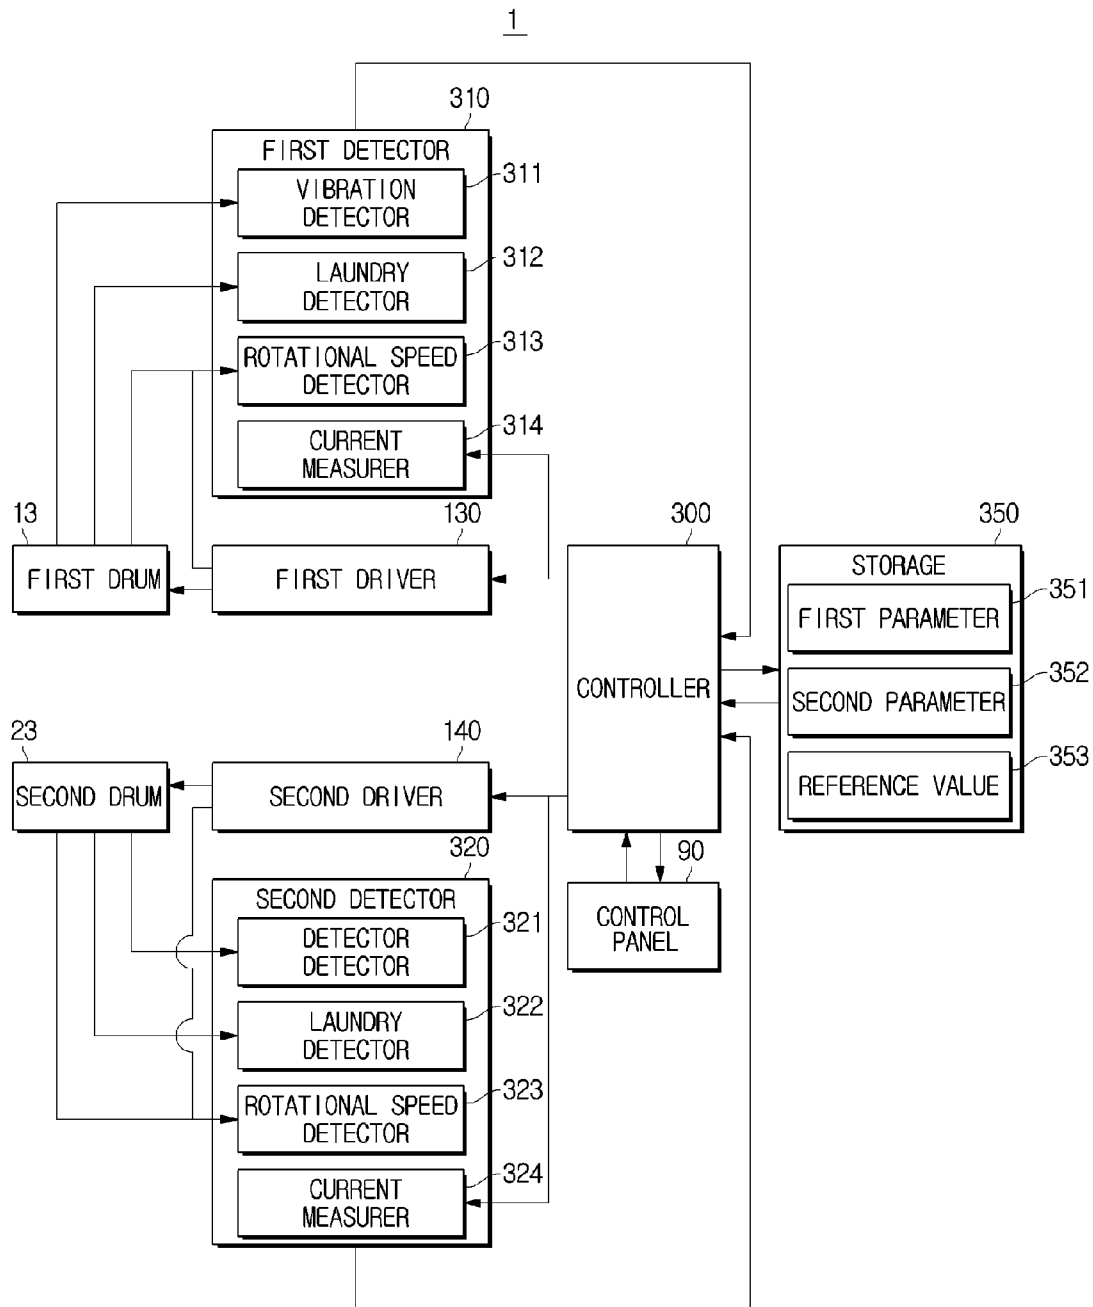 1
310
FIRST DETECTOR
VIBRATION
DETECTOR
311
LAUNDRY
DETECTOR
312
ROTATIONAL SPEED
DETECTOR
313
CURRENT
MEASURER
314
13
FIRST DRUM
130
FIRST DRIVER
300
CONTROLLER
350
STORAGE
FIRST PARAMETER
351
SECOND PARAMETER
352
REFERENCE VALUE
353
23
SECOND DRUM
140
SECOND DRIVER
90
CONTROL
PANEL
320
SECOND DETECTOR
DETECTOR
DETECTOR
321
LAUNDRY
DETECTOR
322
ROTATIONAL SPEED
DETECTOR
323
CURRENT
MEASURER
324